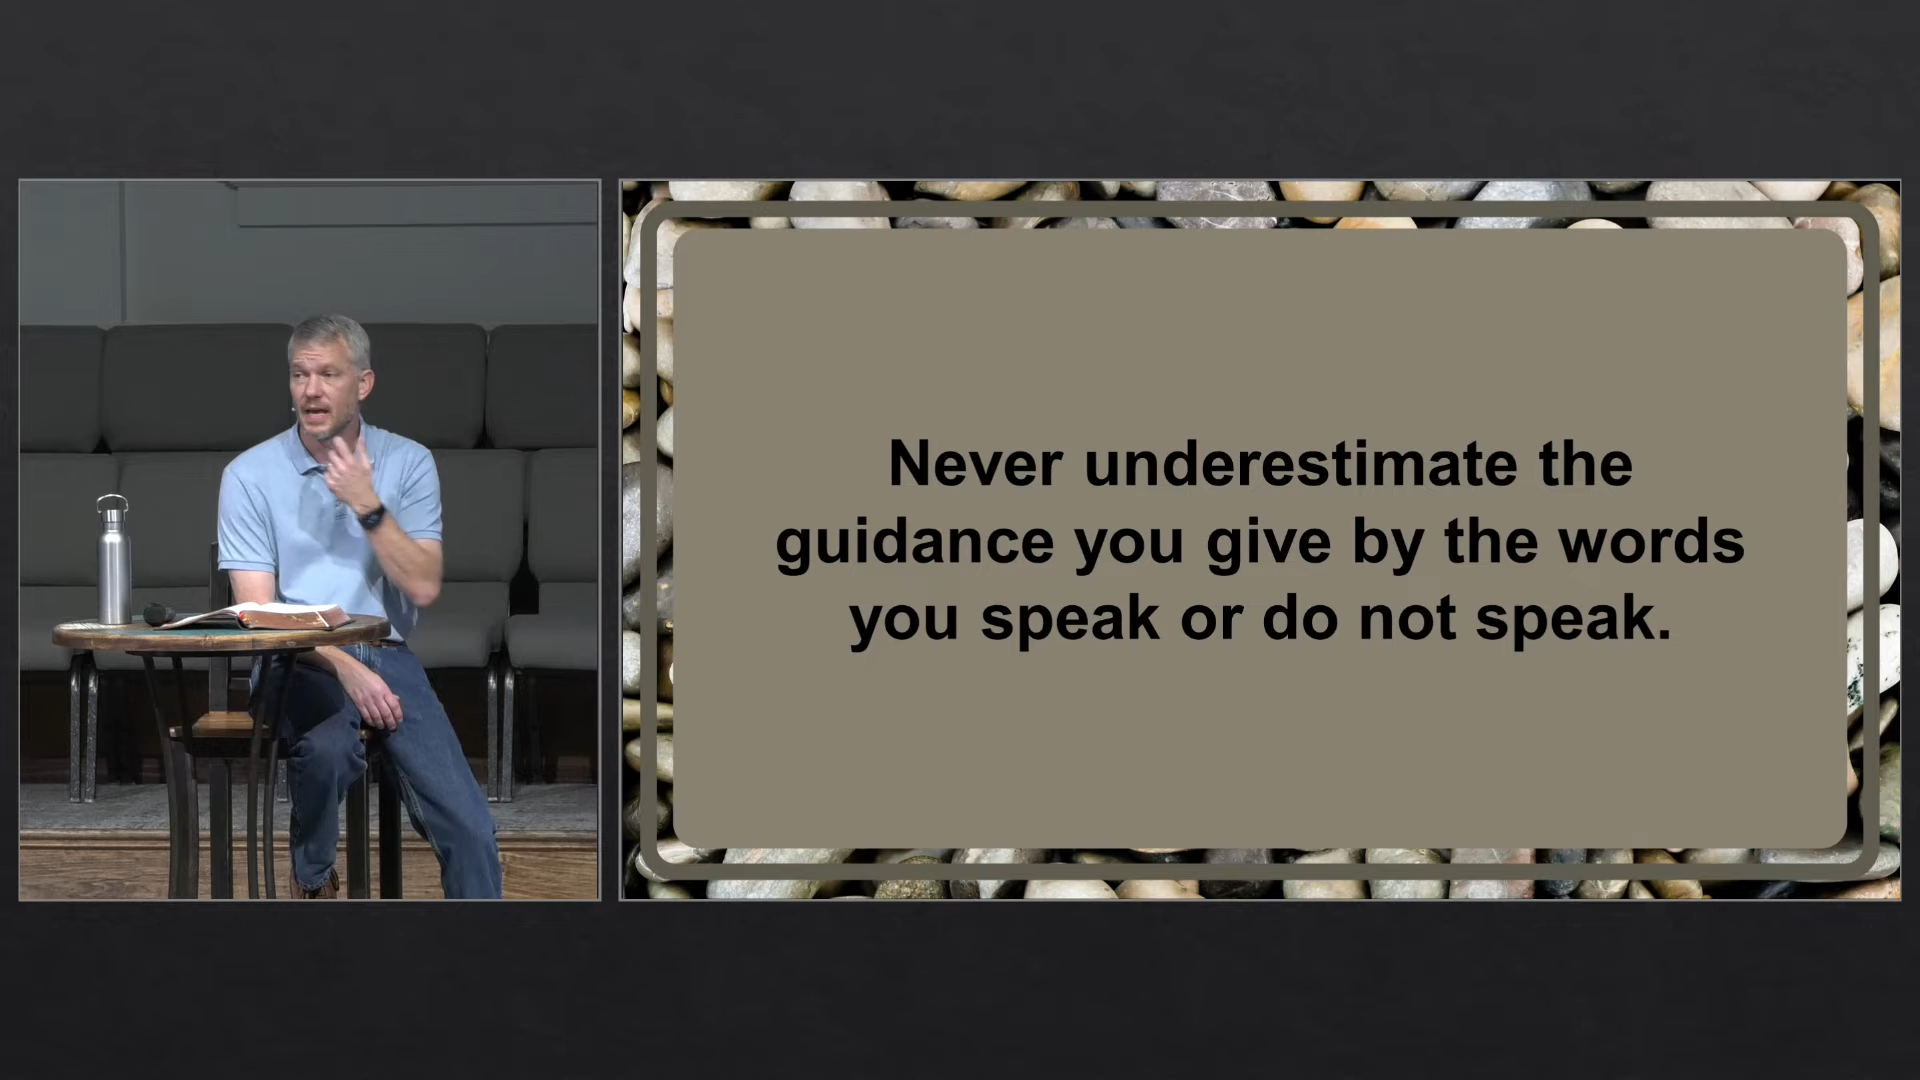 Never underestimate the
guidance you give by the words
you speak or do not speak.